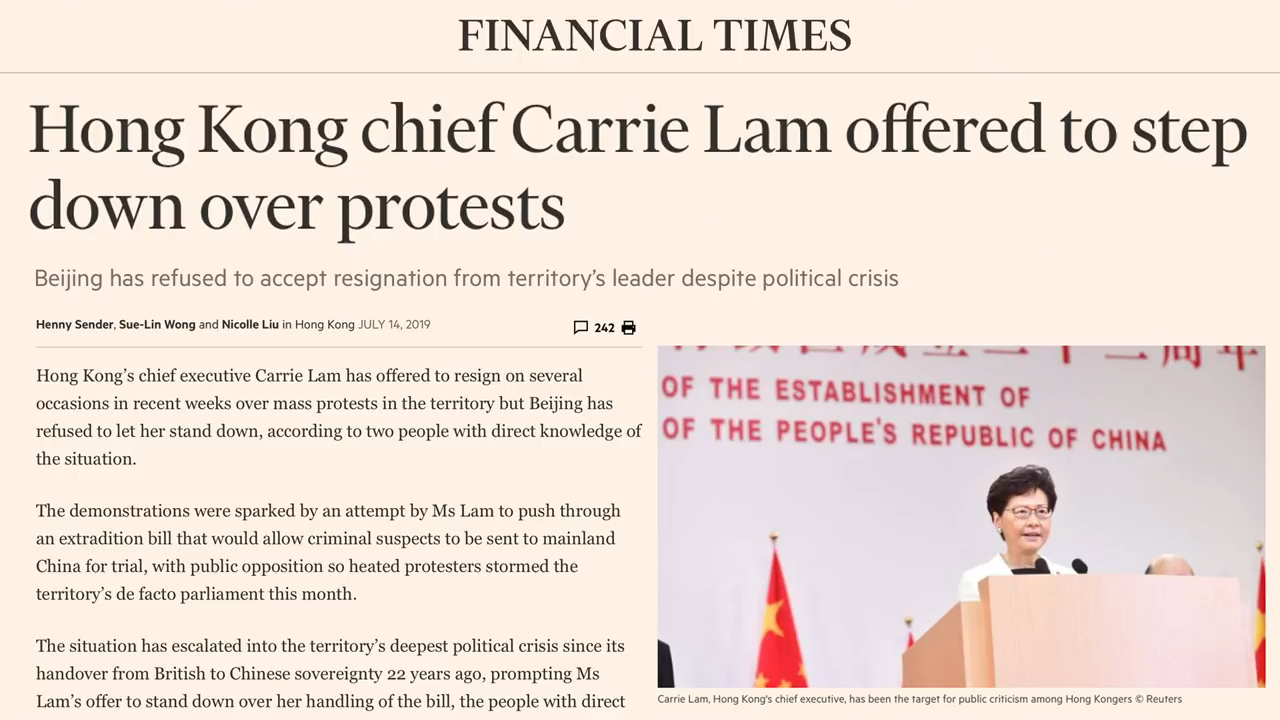 FINANCIAL TIMES
Hong Kong chief Carrie Lam offered to step
down over protests
Beijing has refused to accept resignation from territory's leader despite political crisis
Henny Sender, Sue-Lin Wong and Nicolle Liu in Hong Kong JULY 14, 2019
242
Hong Kong's chief executive Carrie Lam has offered to resign on several
occasions in recent weeks over mass protests in the territory but Beijing has
refused to let her stand down, according to two people with direct knowledge of
the situation.
The demonstrations were sparked by an attempt by Ms Lam to push through
an extradition bill that would allow criminal suspects to be sent to mainland
China for trial, with public opposition so heated protesters stormed the
territory's de facto parliament this month.
The situation has escalated into the territory's deepest political crisis since its
handover from British to Chinese sovereignty 22 years ago, prompting Ms
Lam's offer to stand down over her handling of the bill, the people with direct
OF THE ESTABLISHMENT OF
OF THE PEOPLE'S REPUBLIC OF CHINA
Carrie Lam, Hong Kong's chief executive, has been the target for public criticism among Hong Kongers © Reuters